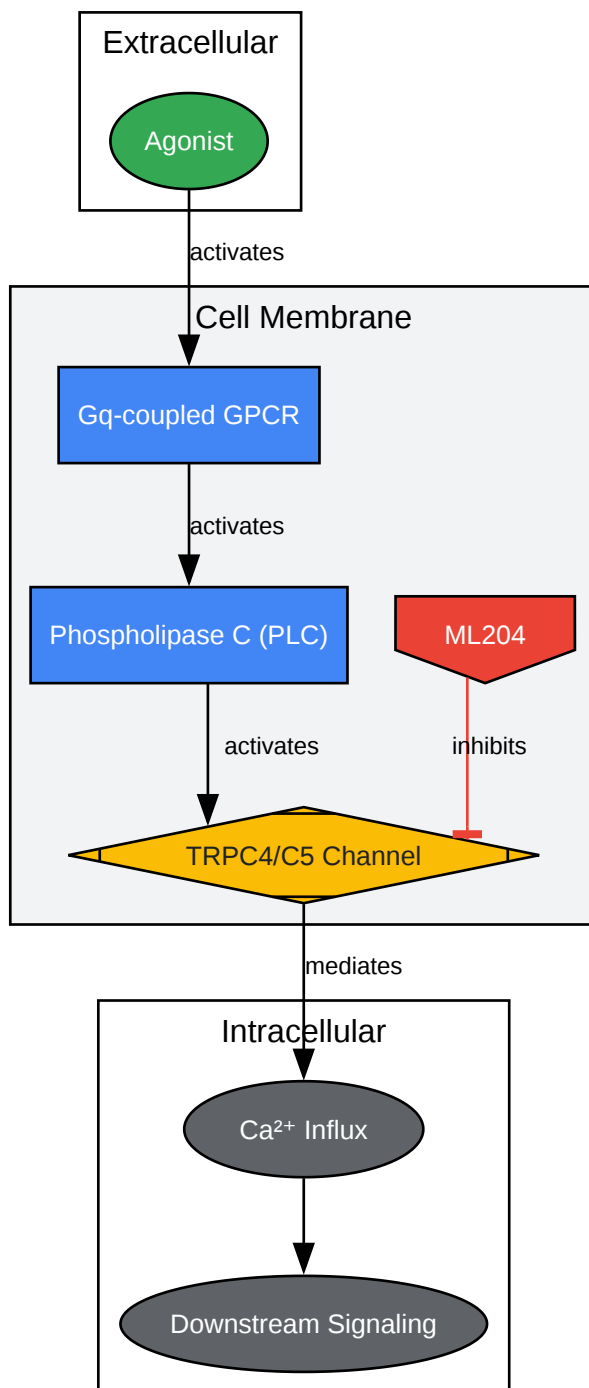 Extracellular
Agonist
activates
Cell Membrane
Gq-coupled GPCR
activates
Phospholipase C (PLC)
ML204
activates
inhibits
TRPC4/C5 Channel
mediates
Intracellular
Ca²⁺ Influx
Downstream Signaling